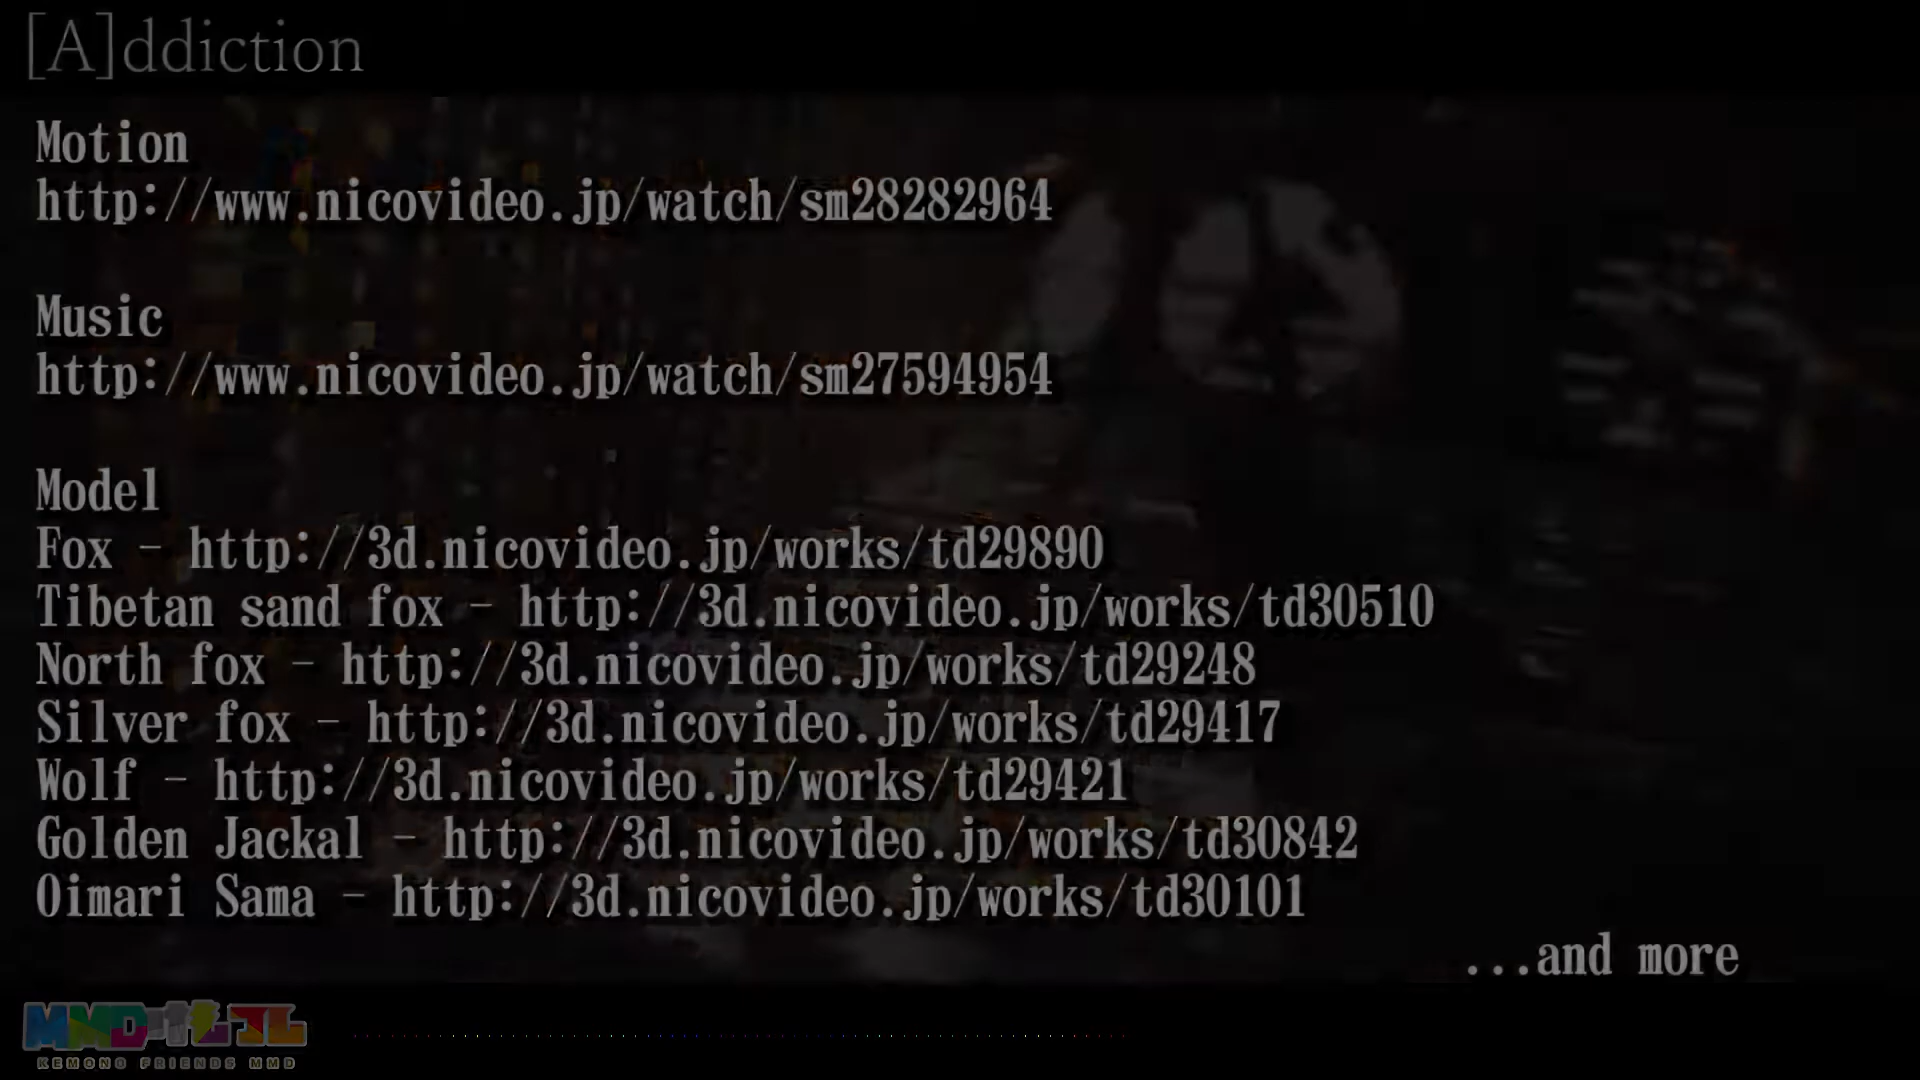 [A]ddiction
Motion
http://www.nicovideo.jp/watch/sm28282964
Music
http://www.nicovideo.jp/watch/sm27594954
Model
Fox - http://3d.nicovideo.jp/works/td29890
Tibetan sand fox - http://3d.nicovideo.jp/works/td30510
North fox - http://3d.nicovideo.jp/works/td29248
Silver fox - http://3d.nicovideo.jp/works/td29417
Wolf - http://3d.nicovideo.jp/works/td29421
Golden Jackal - http://3d.nicovideo.jp/works/td30842
Oimari Sama - http://3d.nicovideo.jp/works/td30101
...and more
MMD
KEMONO FRIENDS MMD